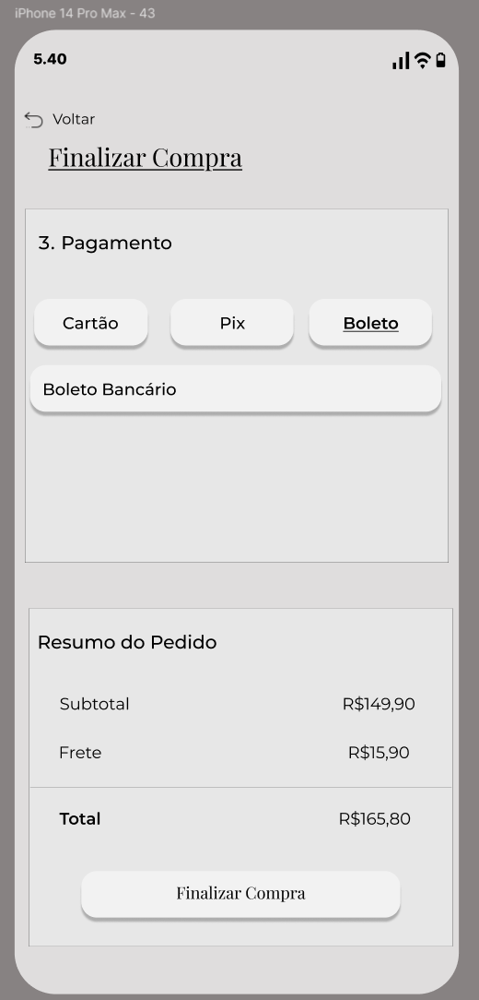 iPhone 14 Pro Max - 43
5.40
Voltar
Finalizar Compra
3. Pagamento
Cartão Pix Boleto
Boleto Bancário
Resumo do Pedido
Subtotal R$149,90
Frete R$15,90
Total R$165,80
Finalizar Compra